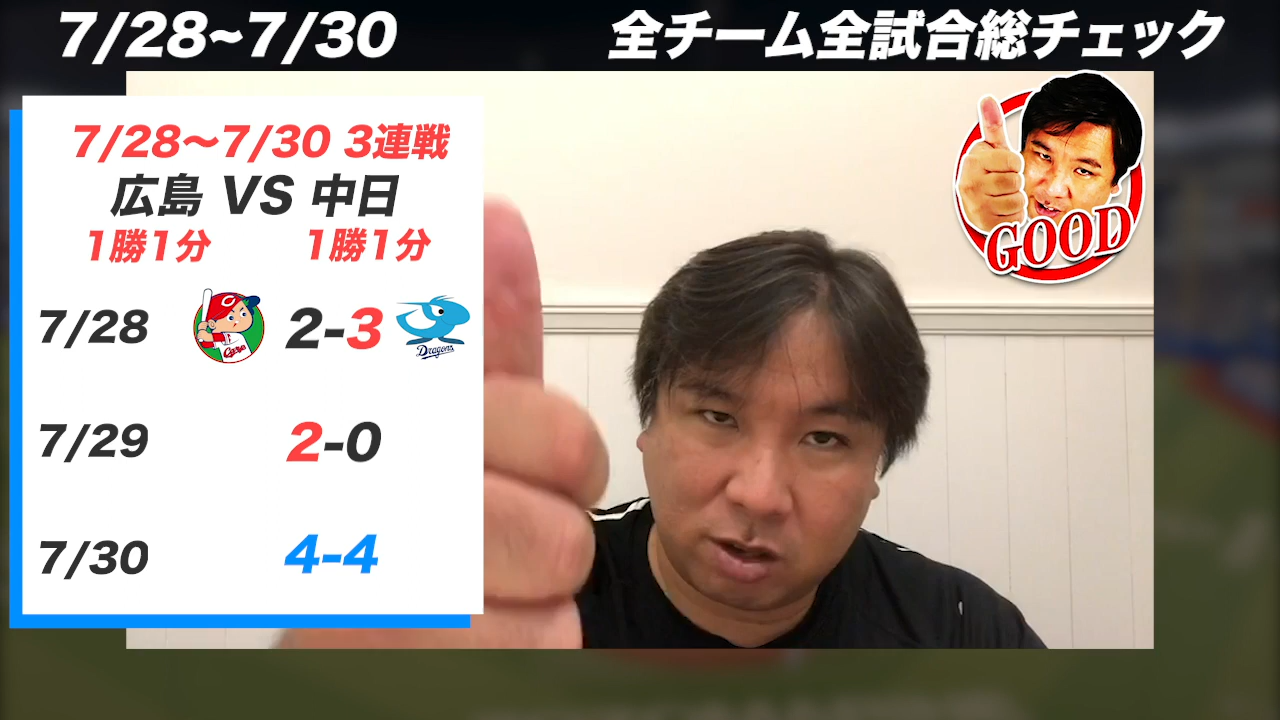 7/28~7/30
全チーム全試合総チェック
7/28〜7/30 3連戦
広島 VS 中日
1勝1分 1勝1分
7/28 2-3
Carp
Dragons
7/29 2-0
7/30 4-4
GOOD